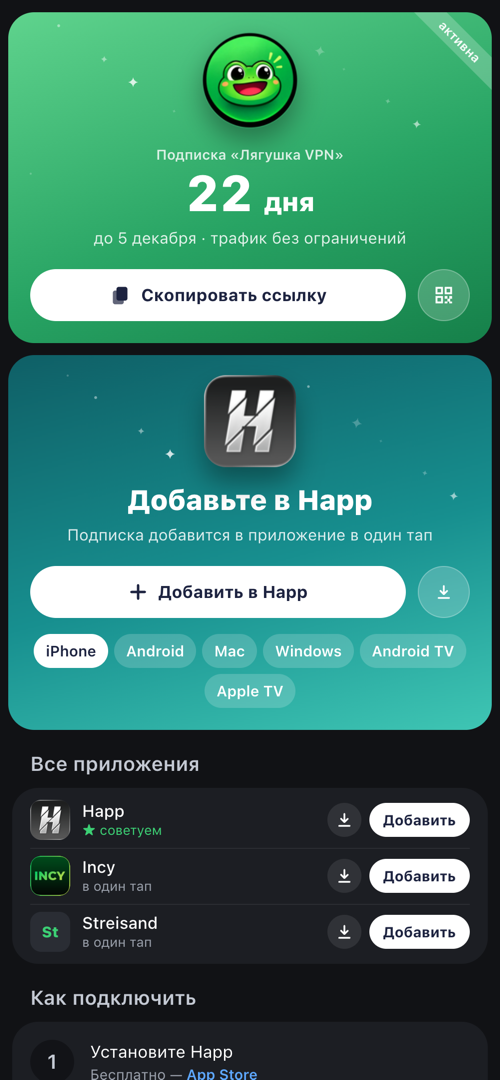 активна
Подписка «Лягушка VPN»
22 дня
до 5 декабря · трафик без ограничений
Скопировать ссылку
H
Добавьте в Happ
Подписка добавится в приложение в один тап
+ Добавить в Happ
iPhone Android Mac Windows Android TV
Apple TV
Все приложения
H
Happ
★ советуем
Добавить
INCY
Incy
в один тап
Добавить
St
Streisand
в один тап
Добавить
Как подключить
1
Установите Happ
Бесплатно — App Store